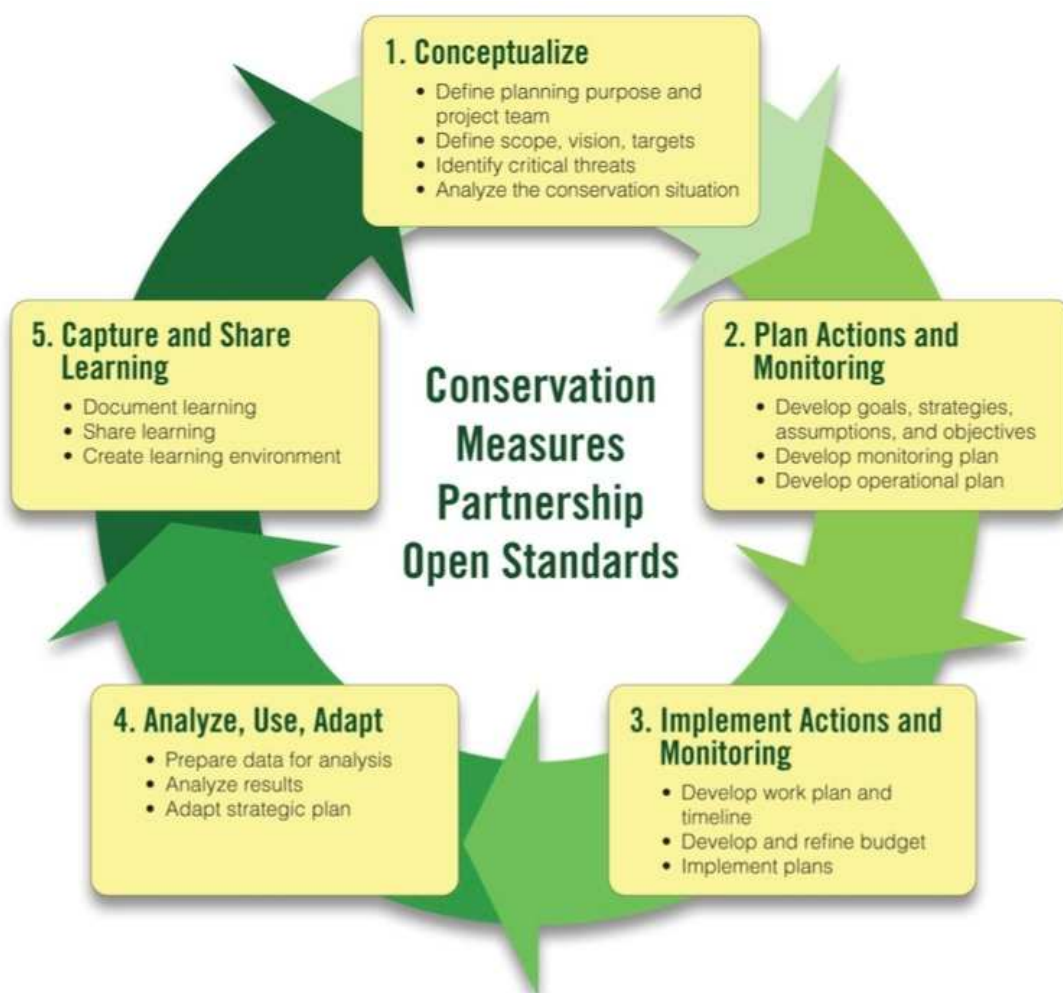 1. Conceptualize
• Define planning purpose and
project team
• Define scope, vision, targets
• Identify critical threats
• Analyze the conservation situation
2. Plan Actions and
Monitoring
• Develop goals, strategies,
assumptions, and objectives
• Develop monitoring plan
• Develop operational plan
3. Implement Actions and
Monitoring
• Develop work plan and
timeline
• Develop and refine budget
• Implement plans
4. Analyze, Use, Adapt
• Prepare data for analysis
• Analyze results
• Adapt strategic plan
5. Capture and Share
Learning
• Document learning
• Share learning
• Create learning environment
Conservation
Measures
Partnership
Open Standards